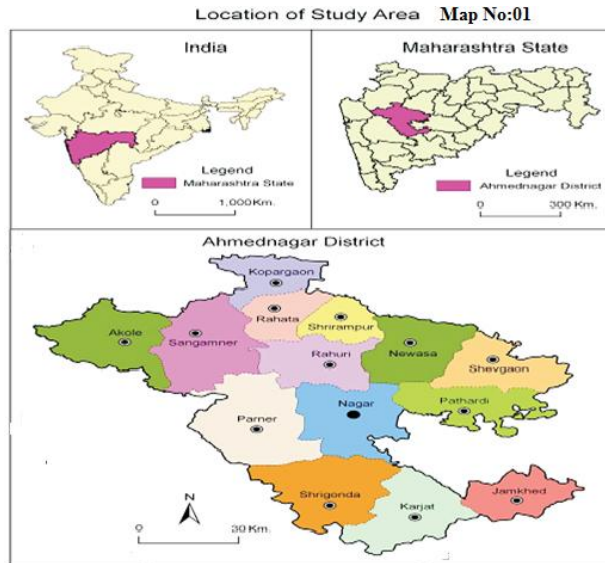 Location of Study Area Map No:01
India
Legend
Maharashtra State
0 1,000 Km.
Maharashtra State
Legend
Ahmednagar District
0 300 Km.
Ahmednagar District
Kopargaon
Rahata
Shrirampur
Akole
Sangamner
Newasa
Rahuri
Shevgaon
Pathardi
Nagar
Parner
Shrigonda
Jamkhed
Karjat
N
0 30 Km.